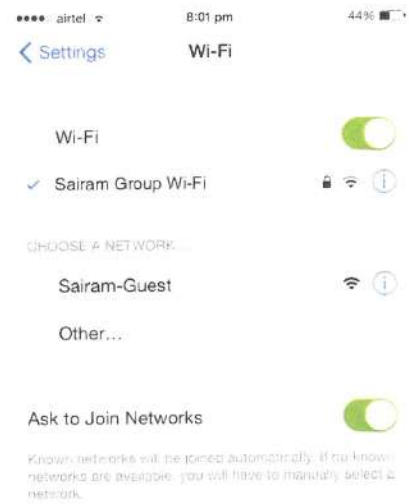 airtel 8:01 pm 44%
Settings Wi-Fi
Wi-Fi
Sairam Group Wi-Fi
CHOOSE A NETWORK...
Sairam-Guest
Other...
Ask to Join Networks
Known networks will be joined automatically. If no known
networks are available, you will have to manually select a
network.